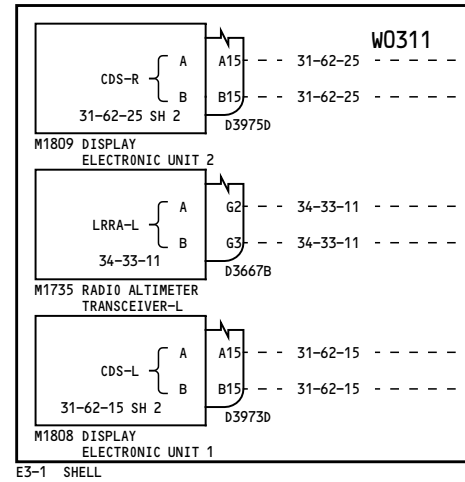 W0311
A A15 31-62-25
CDS-R
B B15 31-62-25
31-62-25 SH 2
D3975D
M1809 DISPLAY
ELECTRONIC UNIT 2
A G2 34-33-11
LRRA-L
B G3 34-33-11
34-33-11
D3667B
M1735 RADIO ALTIMETER
TRANSCEIVER-L
A A15 31-62-15
CDS-L
B B15 31-62-15
31-62-15 SH 2
D3973D
M1808 DISPLAY
ELECTRONIC UNIT 1
E3-1 SHELL